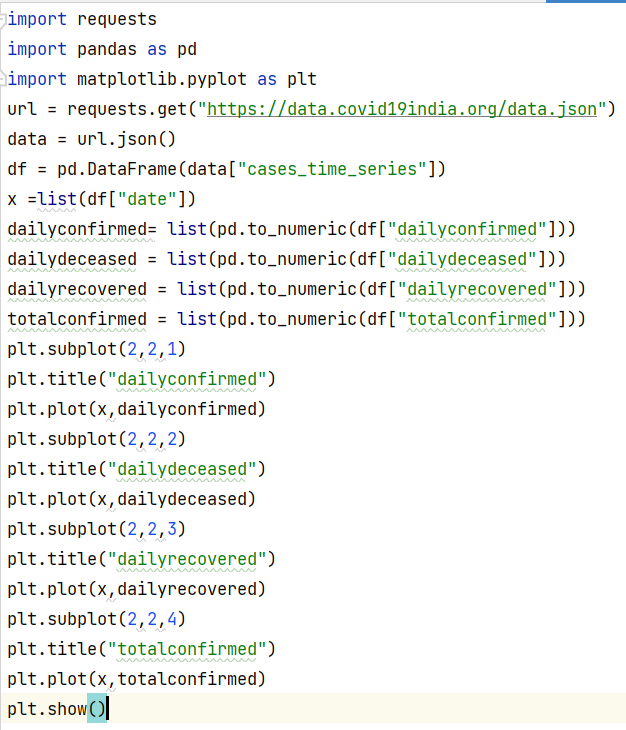 import requests
import pandas as pd
import matplotlib.pyplot as plt
url = requests.get("https://data.covid19india.org/data.json")
data = url.json()
df = pd.DataFrame(data["cases_time_series"])
x =list(df["date"])
dailyconfirmed= list(pd.to_numeric(df["dailyconfirmed"]))
dailydeceased = list(pd.to_numeric(df["dailydeceased"]))
dailyrecovered = list(pd.to_numeric(df["dailyrecovered"]))
totalconfirmed = list(pd.to_numeric(df["totalconfirmed"]))
plt.subplot(2,2,1)
plt.title("dailyconfirmed")
plt.plot(x,dailyconfirmed)
plt.subplot(2,2,2)
plt.title("dailydeceased")
plt.plot(x,dailydeceased)
plt.subplot(2,2,3)
plt.title("dailyrecovered")
plt.plot(x,dailyrecovered)
plt.subplot(2,2,4)
plt.title("totalconfirmed")
plt.plot(x,totalconfirmed)
plt.show()